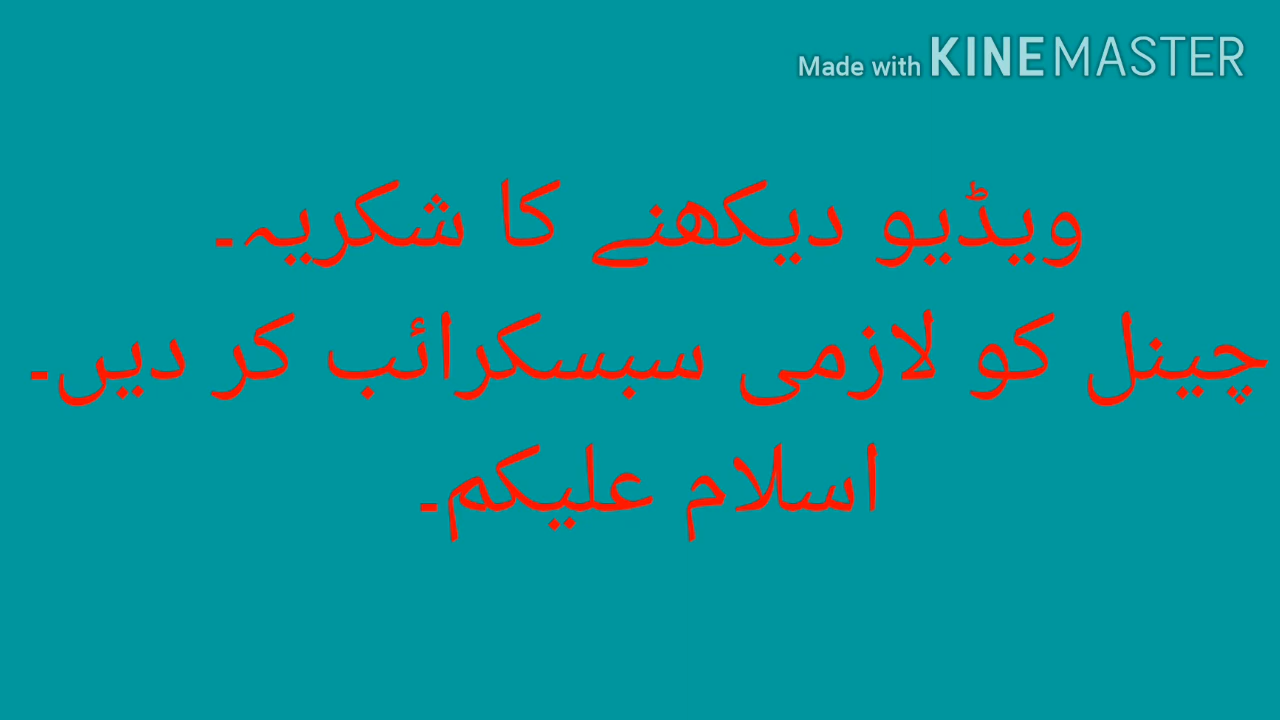 Made with KINEMASTER
ویڈیو دیکھنے کا شکریہ۔
چینل کو لازمی سبسکرائب کر دیں۔
اسلام علیکم۔